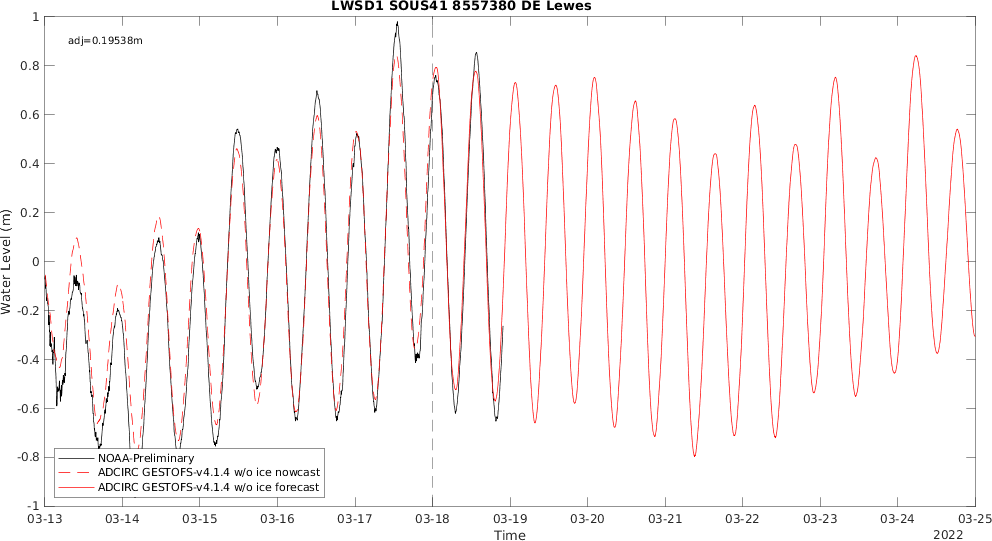 LWSD1 SOUS41 8557380 DE Lewes
adj=0.19538m
Water Level (m)
1
0.8
0.6
0.4
0.2
0
-0.2
-0.4
-0.6
-0.8
-1
NOAA-Preliminary
ADCIRC GESTOFS-v4.1.4 w/o ice nowcast
ADCIRC GESTOFS-v4.1.4 w/o ice forecast
03-13 03-14 03-15 03-16 03-17 03-18 03-19 03-20 03-21 03-22 03-23 03-24 03-25
Time
2022